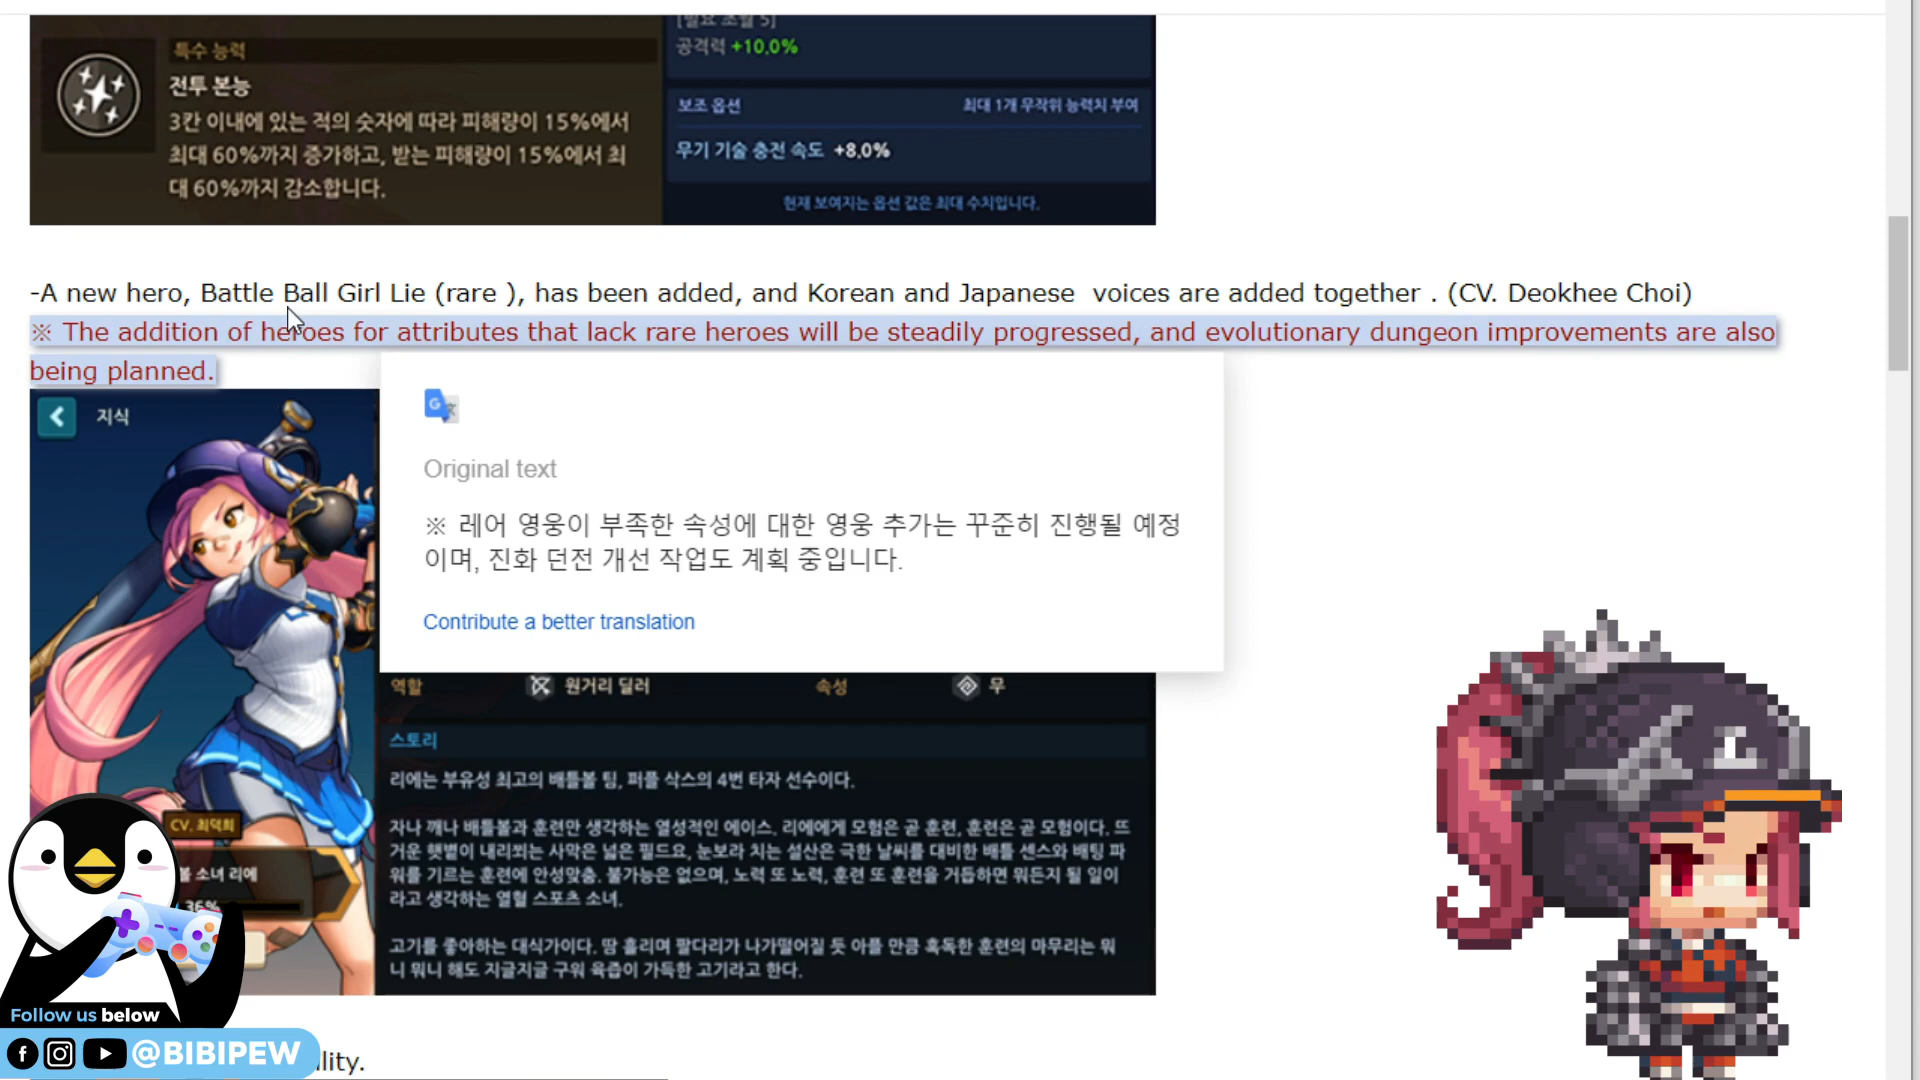 특수 능력
전투 본능
3칸 이내에 있는 적의 숫자에 따라 피해량이 15%에서
최대 60%까지 증가하고, 받는 피해량이 15%에서 최
대 60%까지 감소합니다.
[필요 초월 5]
공격력 +10.0%
보조 옵션 최대 1개 무작위 능력치 부여
무기 기술 충전 속도 +8.0%
현재 보여지는 옵션 값은 최대 수치입니다.
-A new hero, Battle Ball Girl Lie (rare ), has been added, and Korean and Japanese voices are added together . (CV. Deokhee Choi)
※ The addition of heroes for attributes that lack rare heroes will be steadily progressed, and evolutionary dungeon improvements are also
being planned.
지식
Original text
※ 레어 영웅이 부족한 속성에 대한 영웅 추가는 꾸준히 진행될 예정
이며, 진화 던전 개선 작업도 계획 중입니다.
Contribute a better translation
역할 원거리 딜러 속성 무
스토리
리에는 부유성 최고의 배틀볼 팀, 퍼플 삭스의 4번 타자 선수이다.
자나 깨나 배틀볼과 훈련만 생각하는 열성적인 에이스. 리에에게 모험은 곧 훈련, 훈련은 곧 모험이다. 뜨
거운 햇볕이 내리쬐는 사막은 넓은 필드요, 눈보라 치는 설산은 극한 날씨를 대비한 배틀 센스와 배팅 파
워를 기르는 훈련에 안성맞춤. 불가능은 없으며, 노력 또 노력, 훈련 또 훈련을 거듭하면 뭐든지 될 일이
라고 생각하는 열혈 스포츠 소녀.
고기를 좋아하는 대식가이다. 땀 흘리며 팔다리가 나가떨어질 듯 아플 만큼 혹독한 훈련의 마무리는 뭐
니 뭐니 해도 지글지글 구워 육즙이 가득한 고기라고 한다.
CV. 최덕희
볼 소녀 리에
36%
Follow us below
@BIBIPEW
lity.